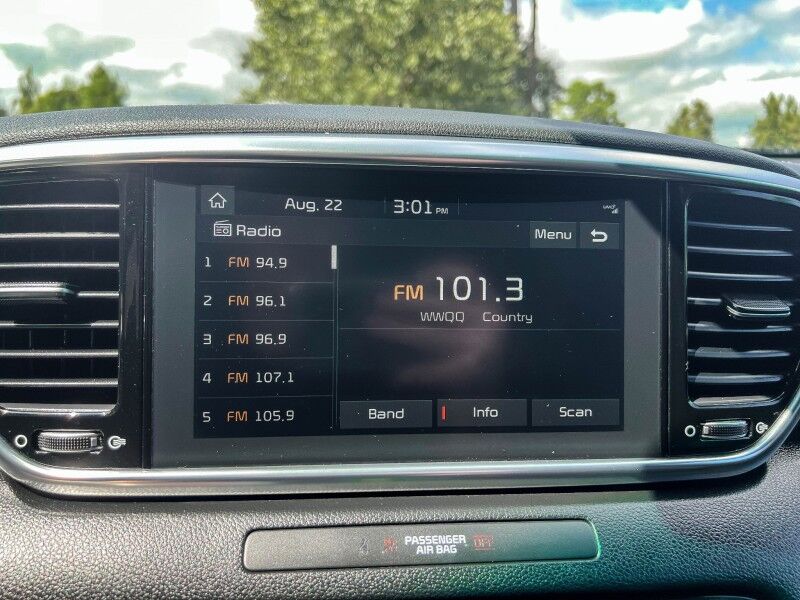 Aug. 22 3:01 PM
Radio Menu
1 FM 94.9
2 FM 96.1
3 FM 96.9
4 FM 107.1
5 FM 105.9
FM 101.3
WWQQ Country
Band Info Scan
PASSENGER
AIR BAG OFF